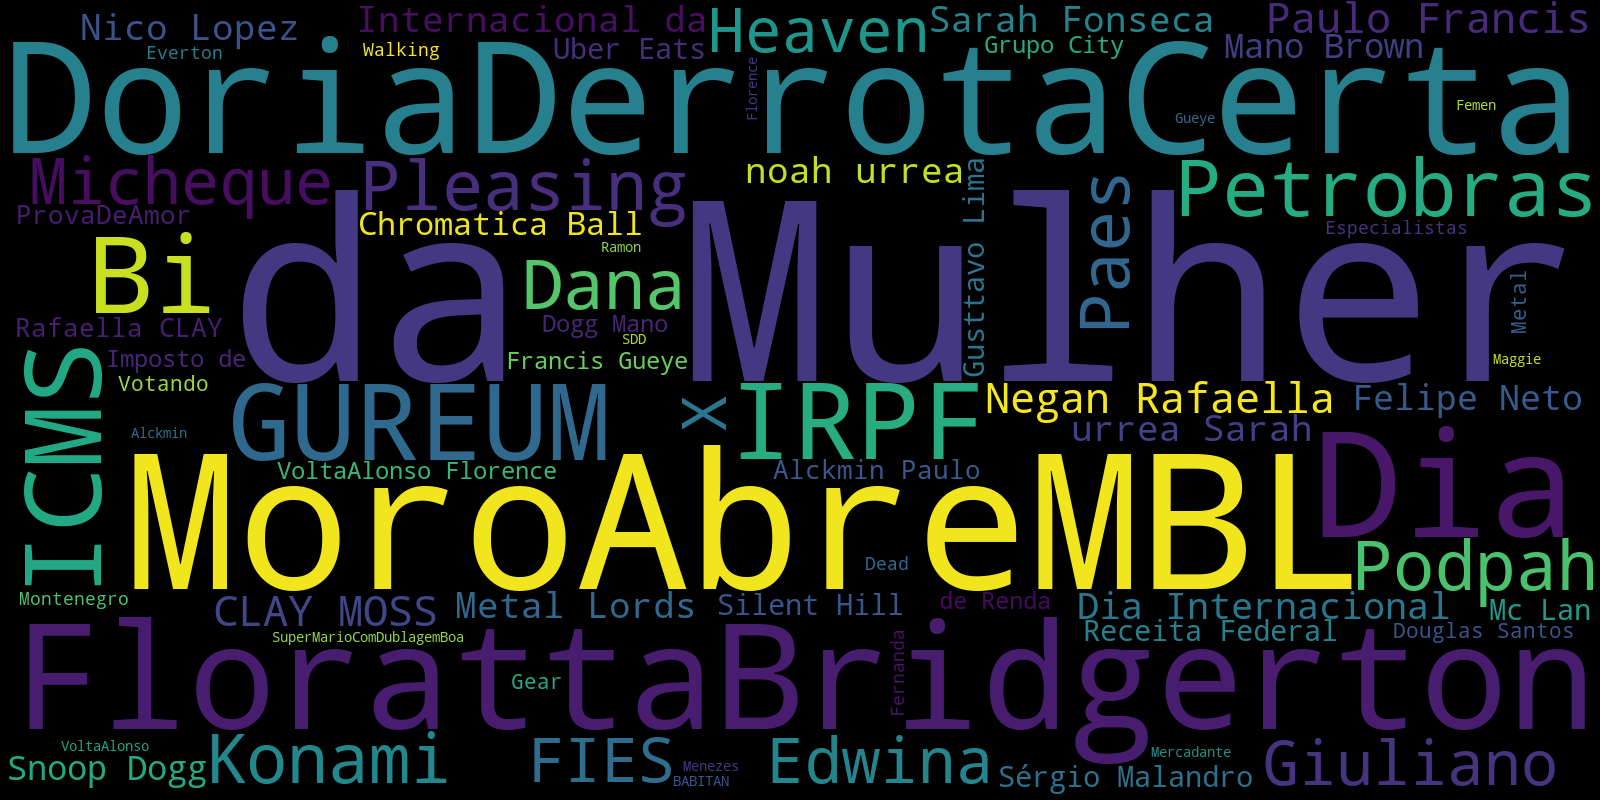 Nico Lopez
Internacional da
Heaven
Sarah Fonseca
Paulo Francis
Everton
Walking
Uber Eats
Grupo City
Mano Brown
DoriaDerrotaCerta
Florence
Femen
Gueye
Micheque
Pleasing
noah urrea
Gusttavo Lima
Paes
Petrobras
ProvaDeAmor
Chromatica Ball
Especialistas
Bi
da Mulher
Ramon
Dana
Metal
Rafaella CLAY
Dogg Mano
SDD
Imposto de
Francis Gueye
Maggie
Votando
ICMS
GUREUM
X
IRPF
Negan Rafaella
Felipe Neto
Alckmin
urrea Sarah
Dia
VoltaAlonso Florence
Alckmin Paulo
MoroAbreMBL
Podpah
Dead
Montenegro
CLAY MOSS
Metal Lords
Silent Hill
de Renda
Dia Internacional
Mc Lan
SuperMarioComDublagemBoa
Receita Federal
Douglas Santos
FlorattaBridgerton
Gear
Fernanda
VoltaAlonso
Snoop Dogg
Konami
FIES
Menezes
BABITAN
Edwina
Mercadante
Sérgio Malandro
Giuliano